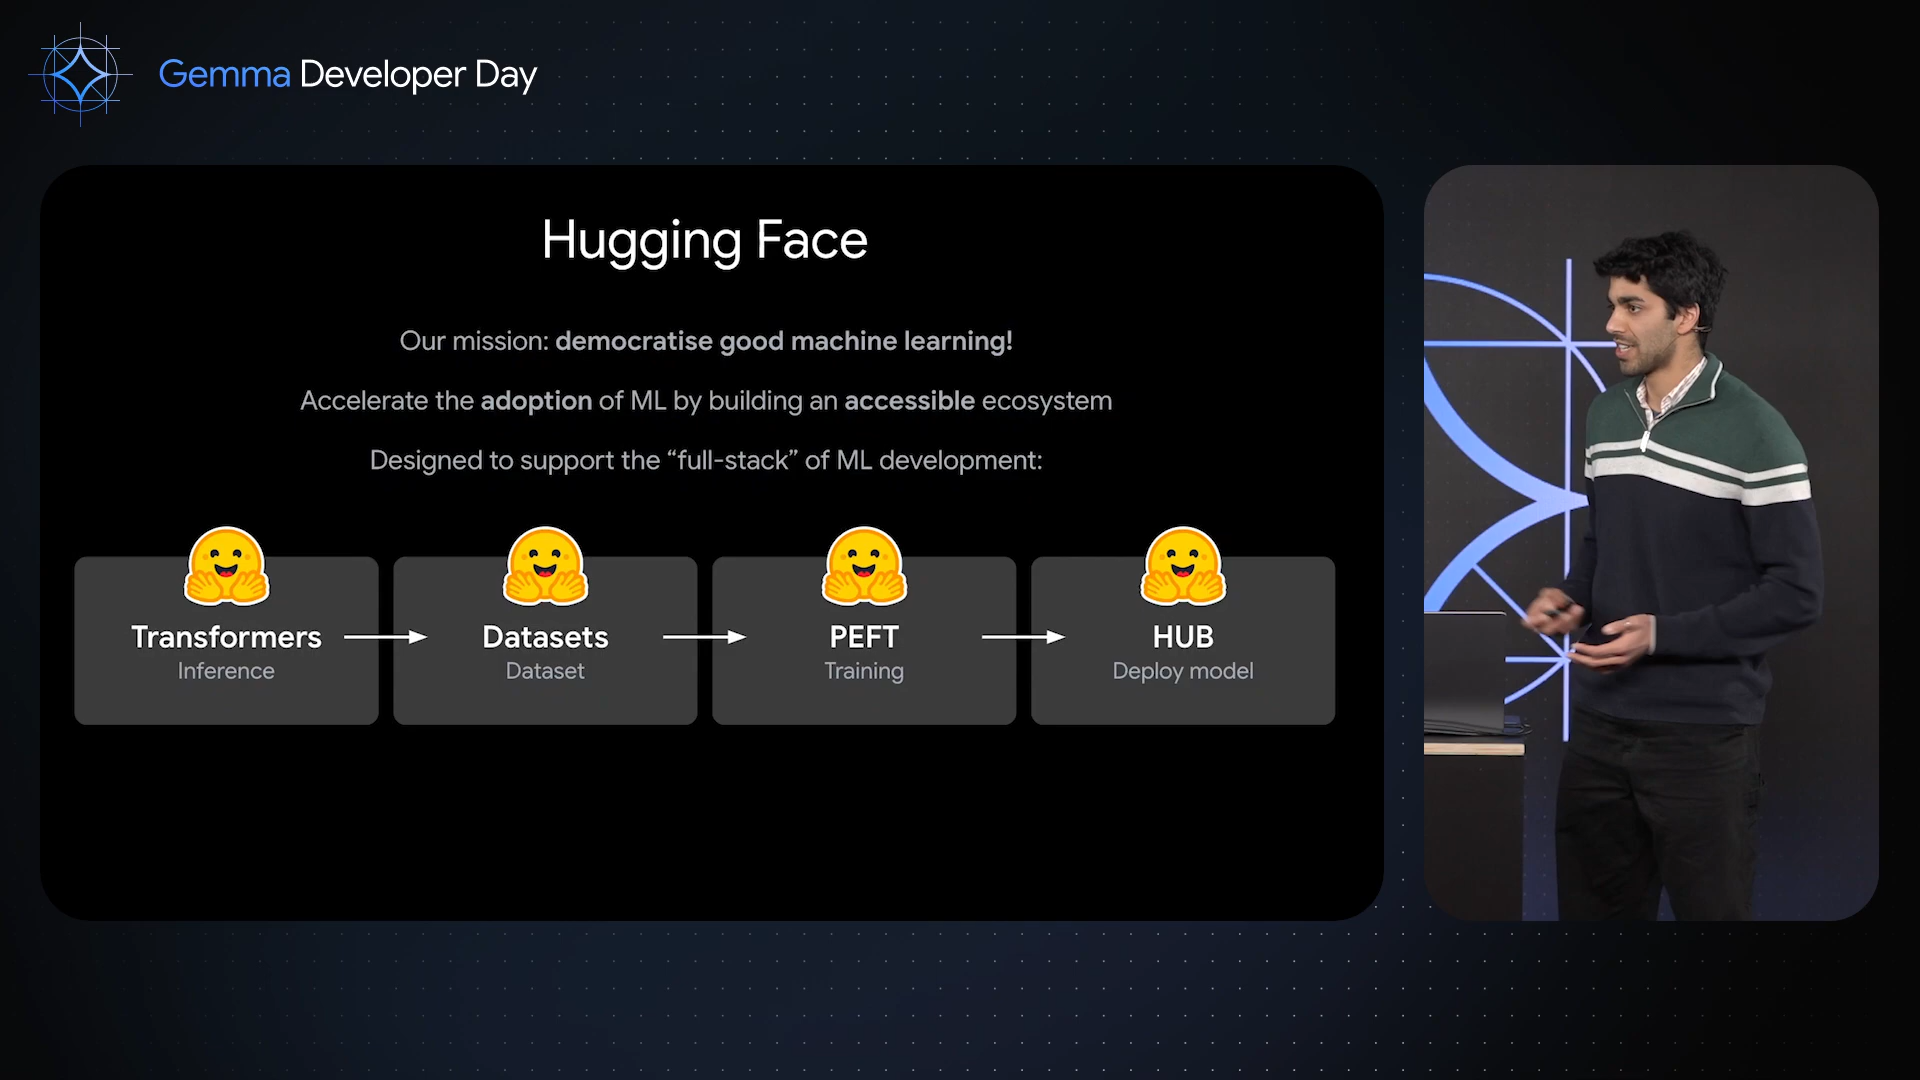 Gemma Developer Day
Hugging Face
Our mission: democratise good machine learning!
Accelerate the adoption of ML by building an accessible ecosystem
Designed to support the “full-stack” of ML development:
Transformers
Inference
Datasets
Dataset
PEFT
Training
HUB
Deploy model